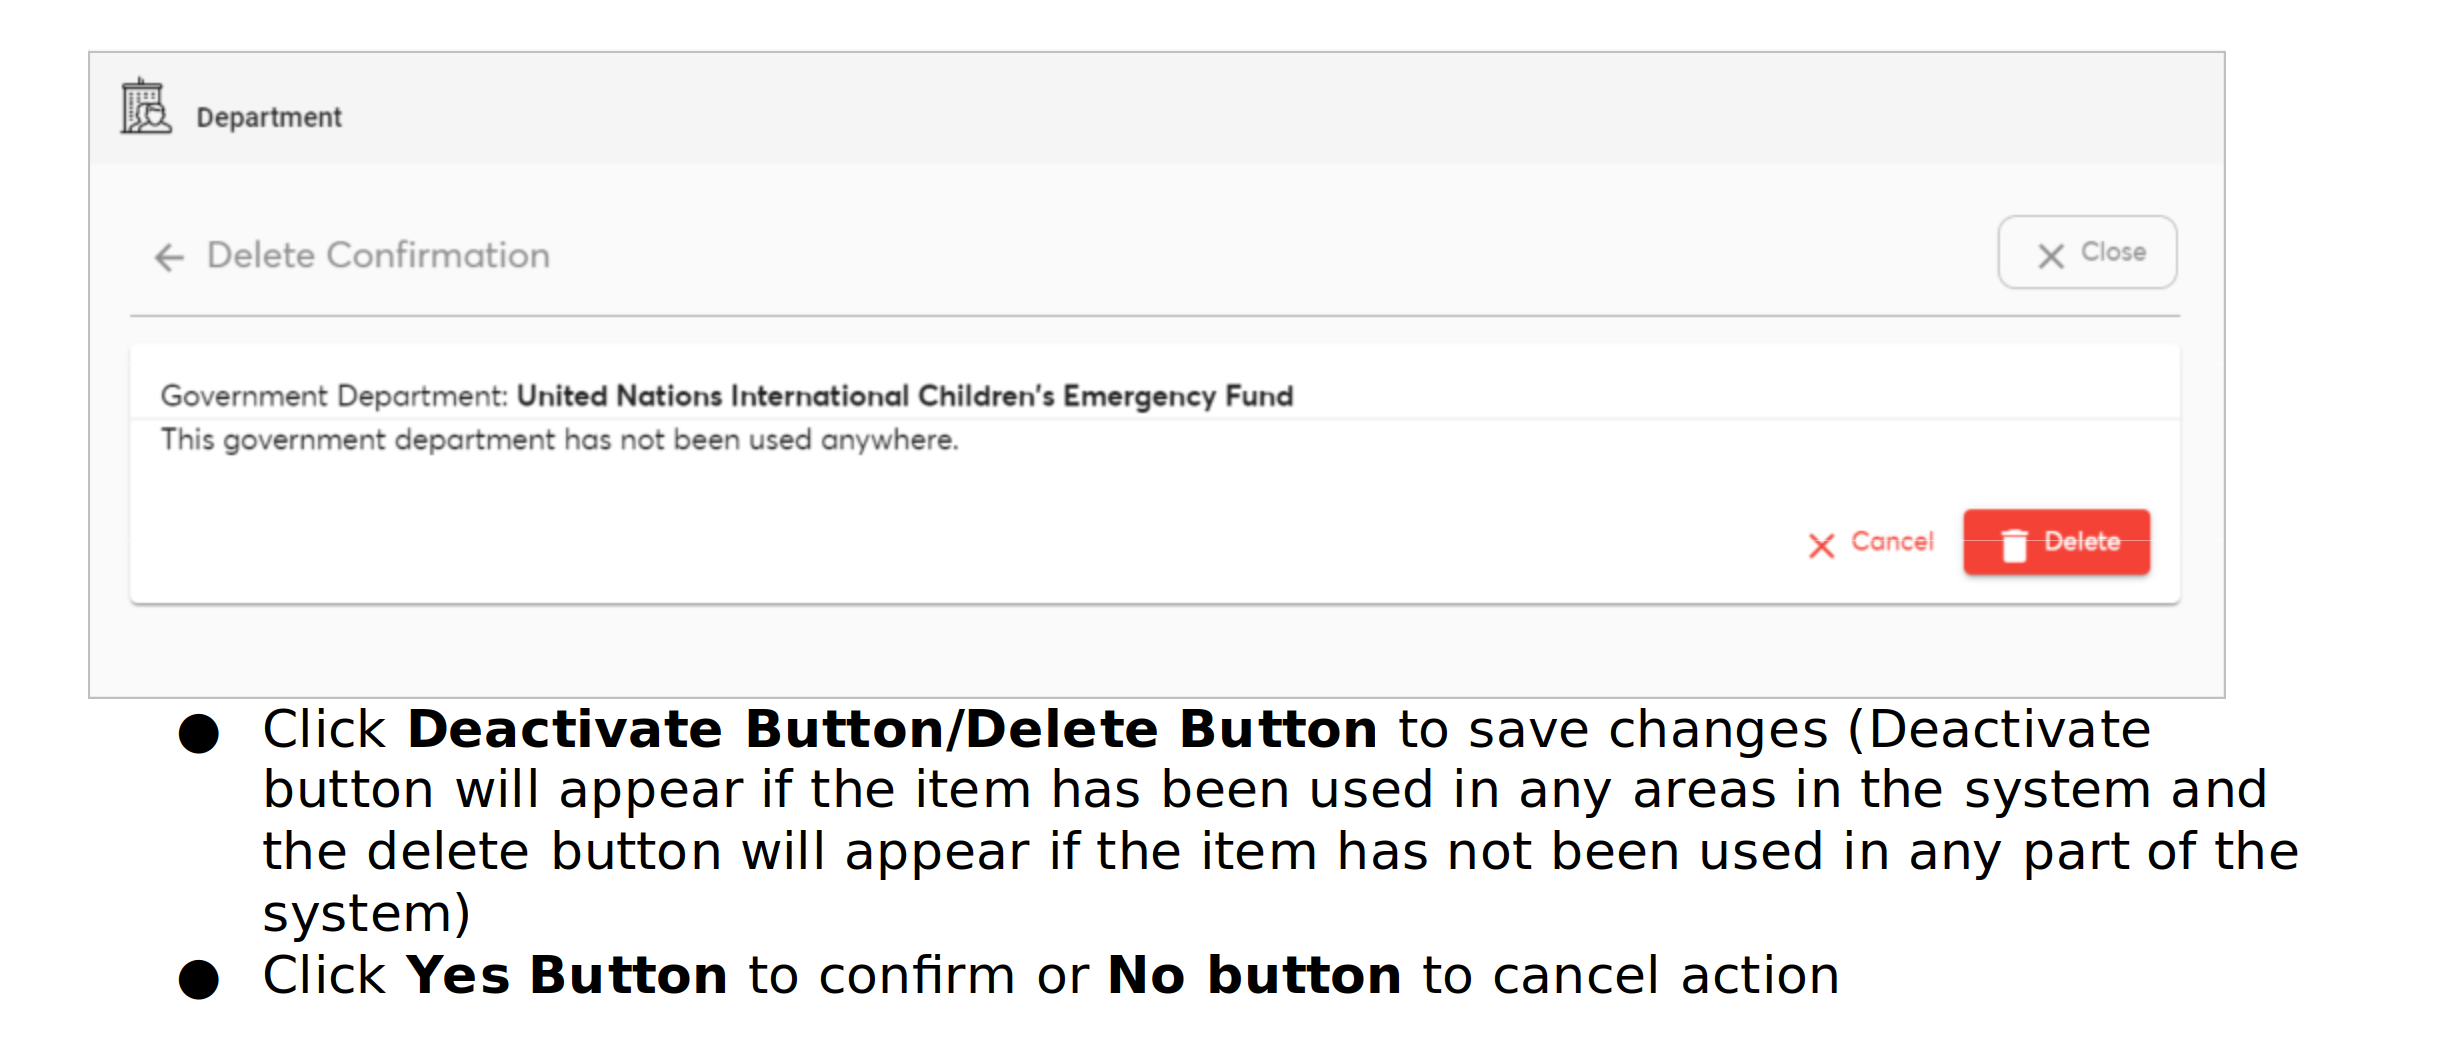 Department
Delete Confirmation
Close
Government Department: United Nations International Children's Emergency Fund
This government department has not been used anywhere.
Cancel
Delete
● Click Deactivate Button/Delete Button to save changes (Deactivate
button will appear if the item has been used in any areas in the system and
the delete button will appear if the item has not been used in any part of the
system)
● Click Yes Button to confirm or No button to cancel action